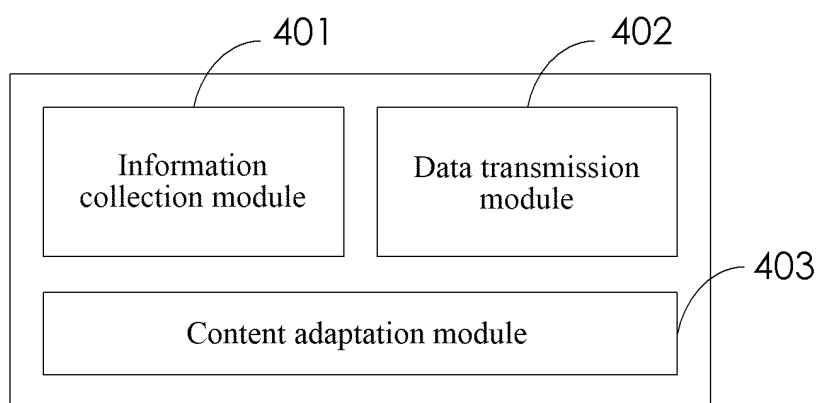 401
402
Information
collection module
Data transmission
module
403
Content adaptation module